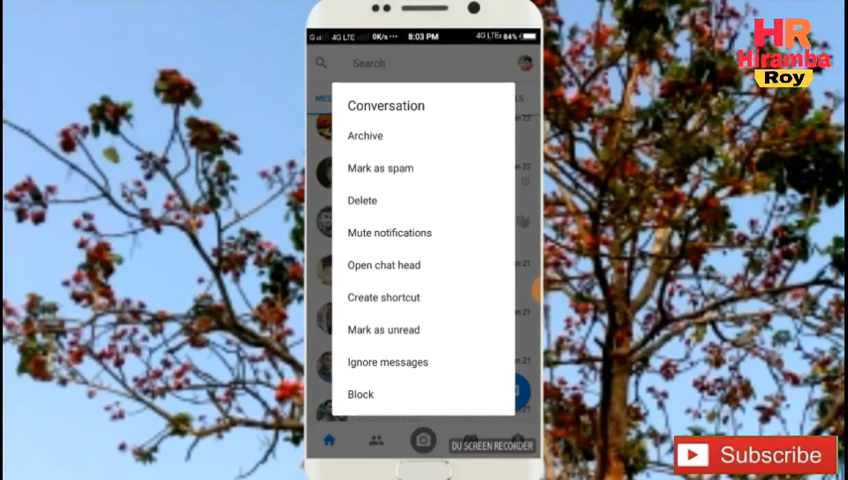 4G LTE 0K/s ··· 8:03 PM 4G LTE 84%
Search
HR
Hiramba
Roy
Conversation
Archive
Mark as spam
Delete
Mute notifications
Open chat head
Create shortcut
Mark as unread
Ignore messages
Block
DU SCREEN RECORDER
Subscribe